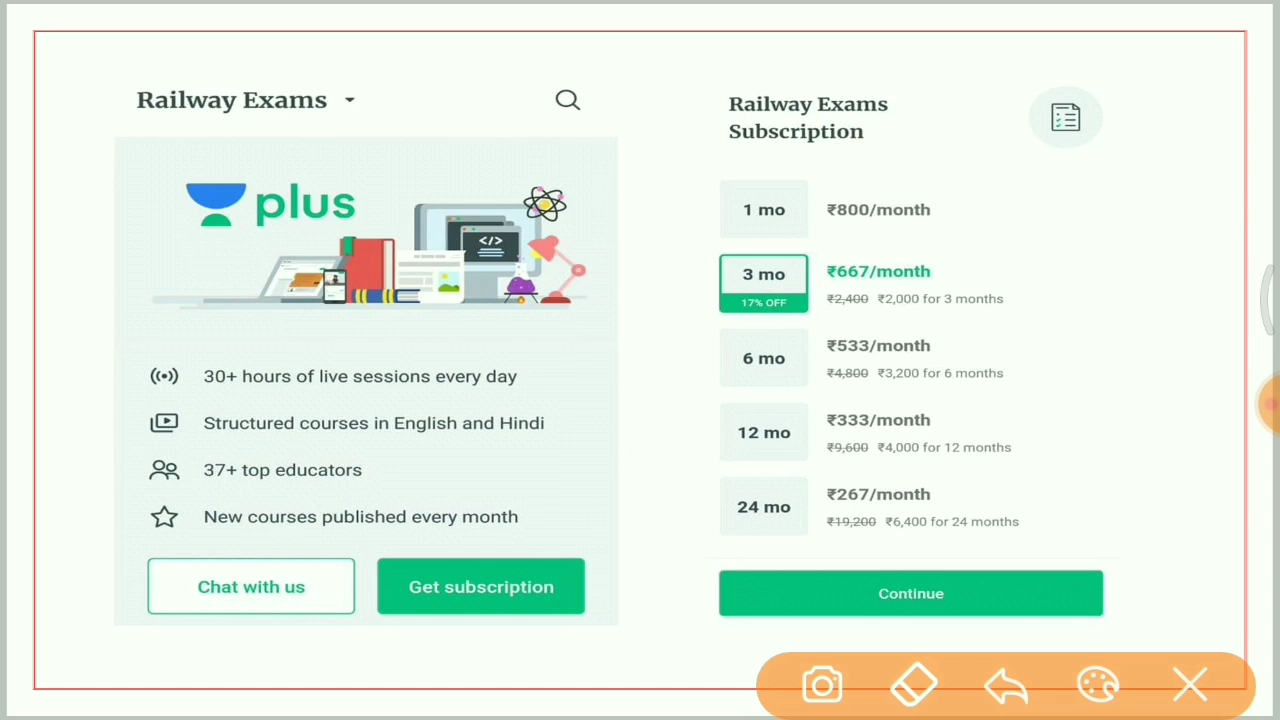 Railway Exams
plus
</>
30+ hours of live sessions every day
Structured courses in English and Hindi
37+ top educators
New courses published every month
Chat with us
Get subscription
Railway Exams
Subscription
1 mo ₹800/month
3 mo ₹667/month
17% OFF ₹2,400 ₹2,000 for 3 months
6 mo ₹533/month
₹4,800 ₹3,200 for 6 months
12 mo ₹333/month
₹9,600 ₹4,000 for 12 months
24 mo ₹267/month
₹19,200 ₹6,400 for 24 months
Continue